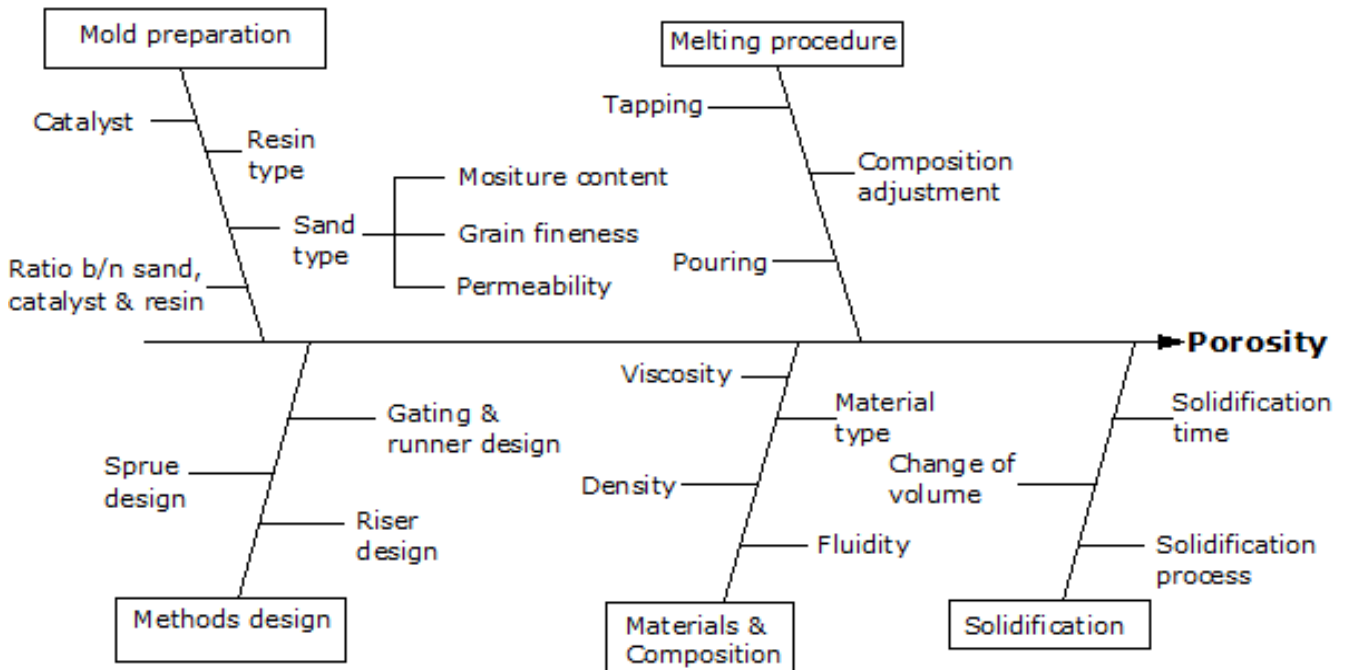 Mold preparation
Melting procedure
Catalyst
Resin
type
Sand
type
Mositure content
Grain fineness
Permeability
Ratio b/n sand,
catalyst & resin
Tapping
Composition
adjustment
Pouring
Porosity
Gating &
runner design
Sprue
design
Riser
design
Methods design
Viscosity
Material
type
Density
Fluidity
Materials &
Composition
Solidification
time
Change of
volume
Solidification
process
Solidification